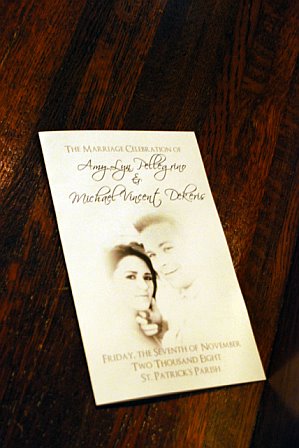 The Marriage Celebration of
Amy Lyn Pellegrino
&
Michael Vincent Dekeris
Friday, the Seventh of November
Two Thousand Eight
St. Patrick's Parish